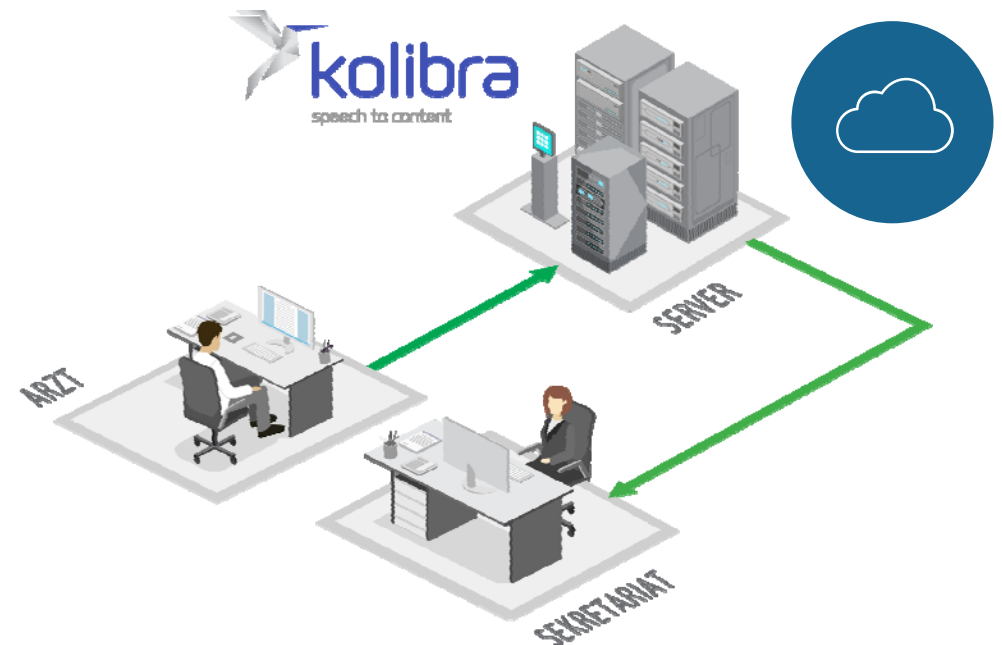 kolibra
speech to content
SERVER
ARZT
SEKRETARIAT